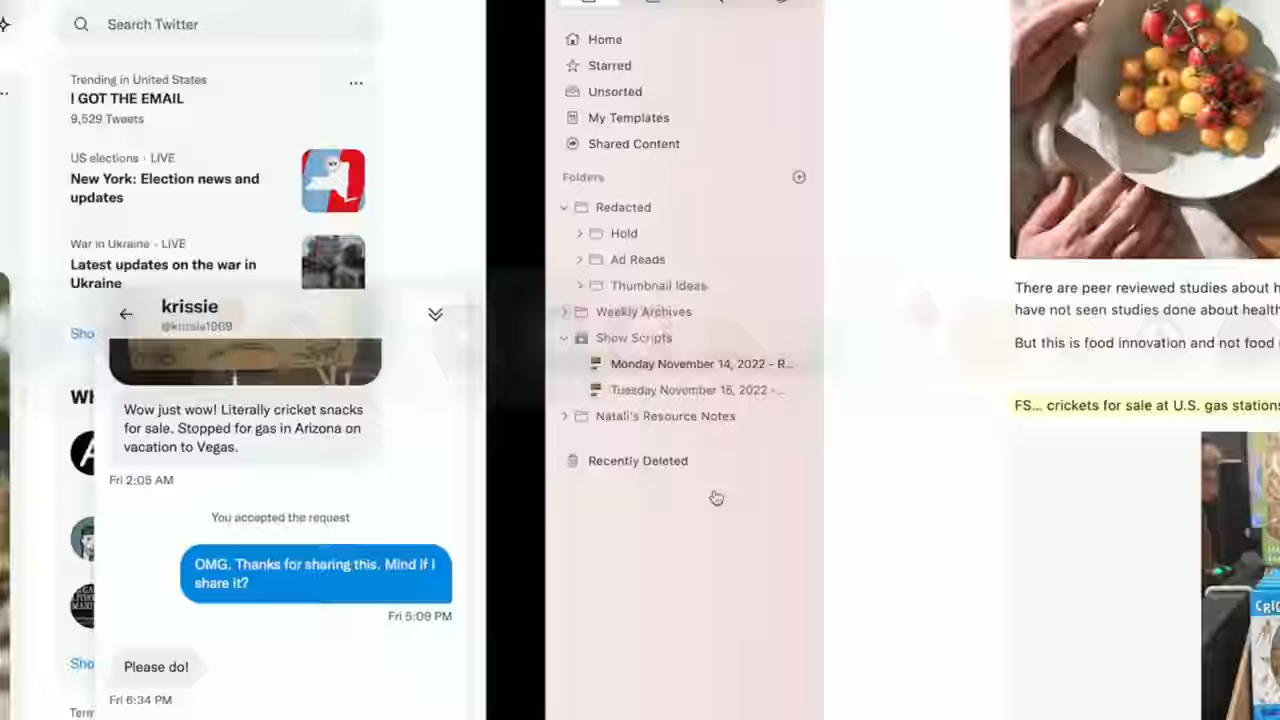 Search Twitter
Trending in United States
I GOT THE EMAIL
9,529 Tweets
US elections · LIVE
New York: Election news and
updates
War in Ukraine · LIVE
Latest updates on the war in
Ukraine
Sho
krissie
@krissie1969
Wh
Wow just wow! Literally cricket snacks
for sale. Stopped for gas in Arizona on
vacation to Vegas.
Fri 2:05 AM
You accepted the request
OMG. Thanks for sharing this. Mind if I
share it?
Fri 5:09 PM
Sho
Please do!
Fri 6:34 PM
Term
Home
Starred
Unsorted
My Templates
Shared Content
Folders
Redacted
Hold
Ad Reads
Thumbnail Ideas
Weekly Archives
Show Scripts
Monday November 14, 2022 - R...
Tuesday November 15, 2022 -...
Natali's Resource Notes
Recently Deleted
There are peer reviewed studies about h
have not seen studies done about health
But this is food innovation and not food
FS... crickets for sale at U.S. gas stations